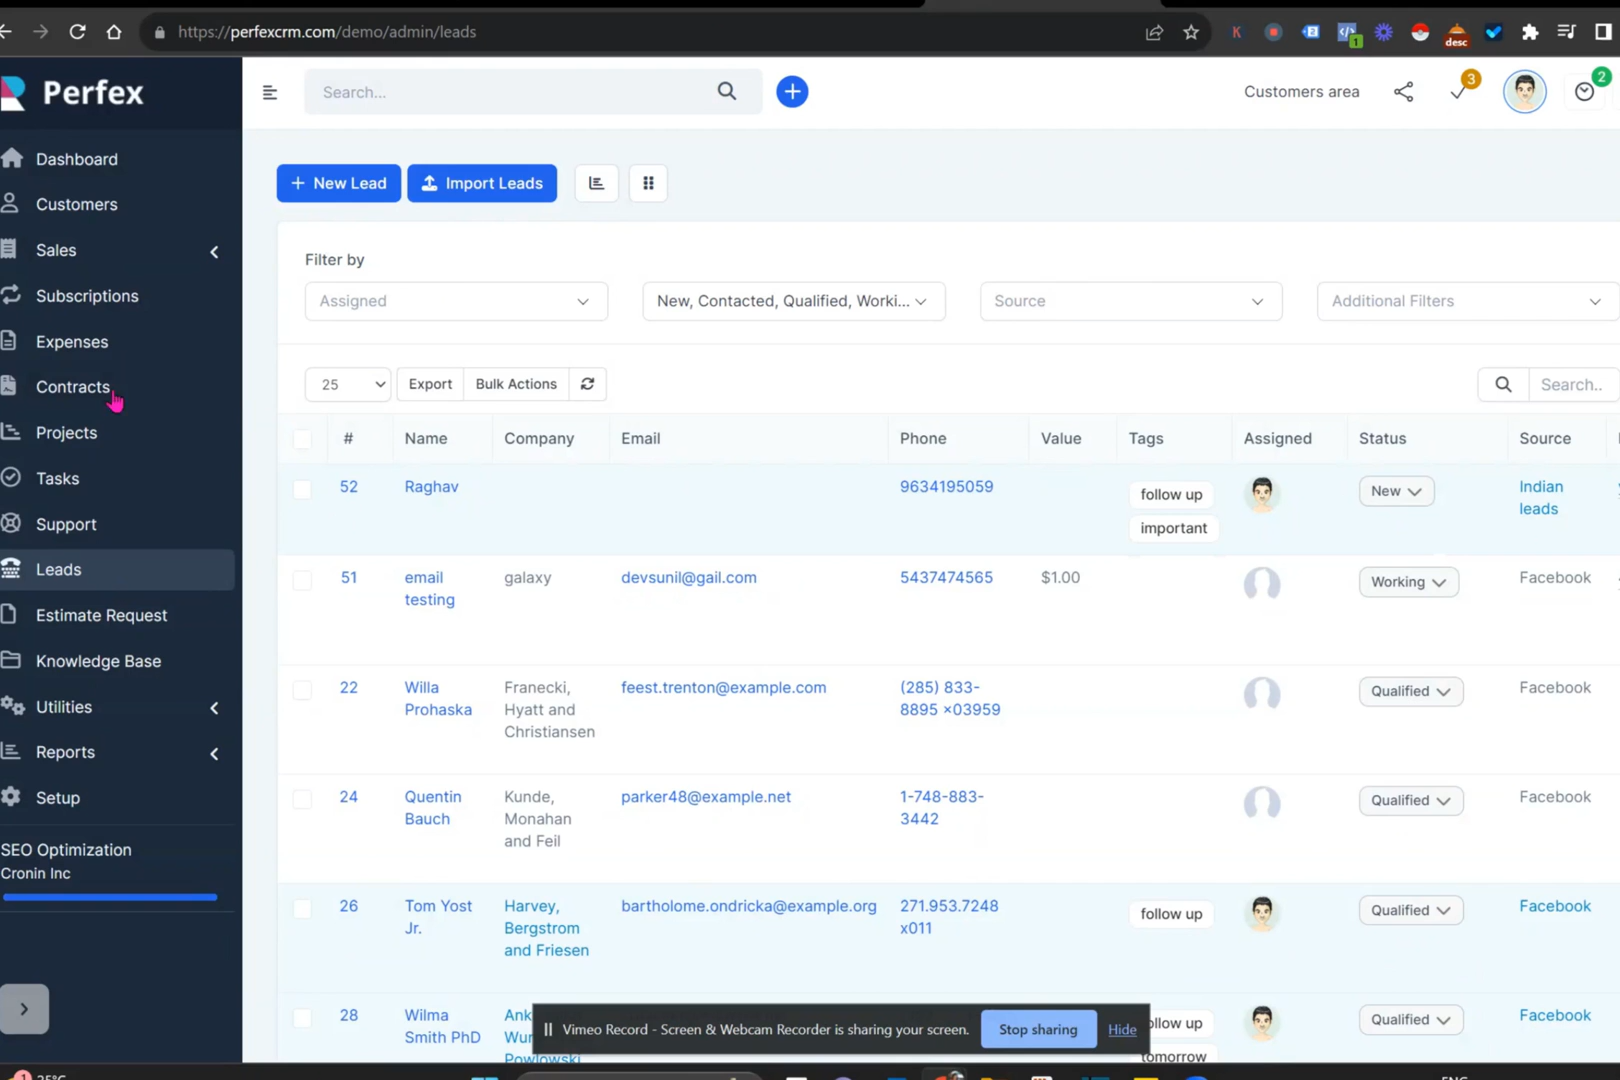 https://perfexcrm.com/demo/admin/leads
K
1
desc
Perfex
Search...
Customers area
3
2
Dashboard
Customers
Sales
Subscriptions
Expenses
Contracts
Projects
Tasks
Support
Leads
Estimate Request
Knowledge Base
Utilities
Reports
Setup
SEO Optimization
Cronin Inc
New Lead
Import Leads
Filter by
Assigned
New, Contacted, Qualified, Worki...
Source
Additional Filters
25
Export
Bulk Actions
Search..
# Name Company Email Phone Value Tags Assigned Status Source
52 Raghav 9634195059 follow up New Indian
important leads
51 email galaxy devsunil@gail.com 5437474565 $1.00 Working Facebook
testing
22 Willa Franecki, feest.trenton@example.com (285) 833- Qualified Facebook
Prohaska Hyatt and 8895 ×03959
Christiansen
24 Quentin Kunde, parker48@example.net 1-748-883- Qualified Facebook
Bauch Monahan 3442
and Feil
26 Tom Yost Harvey, bartholome.ondricka@example.org 271.953.7248 follow up Qualified Facebook
Jr. Bergstrom x011
and Friesen
28 Wilma Qualified Facebook
Smith PhD
tomorrow
Vimeo Record - Screen & Webcam Recorder is sharing your screen.
Stop sharing
Hide